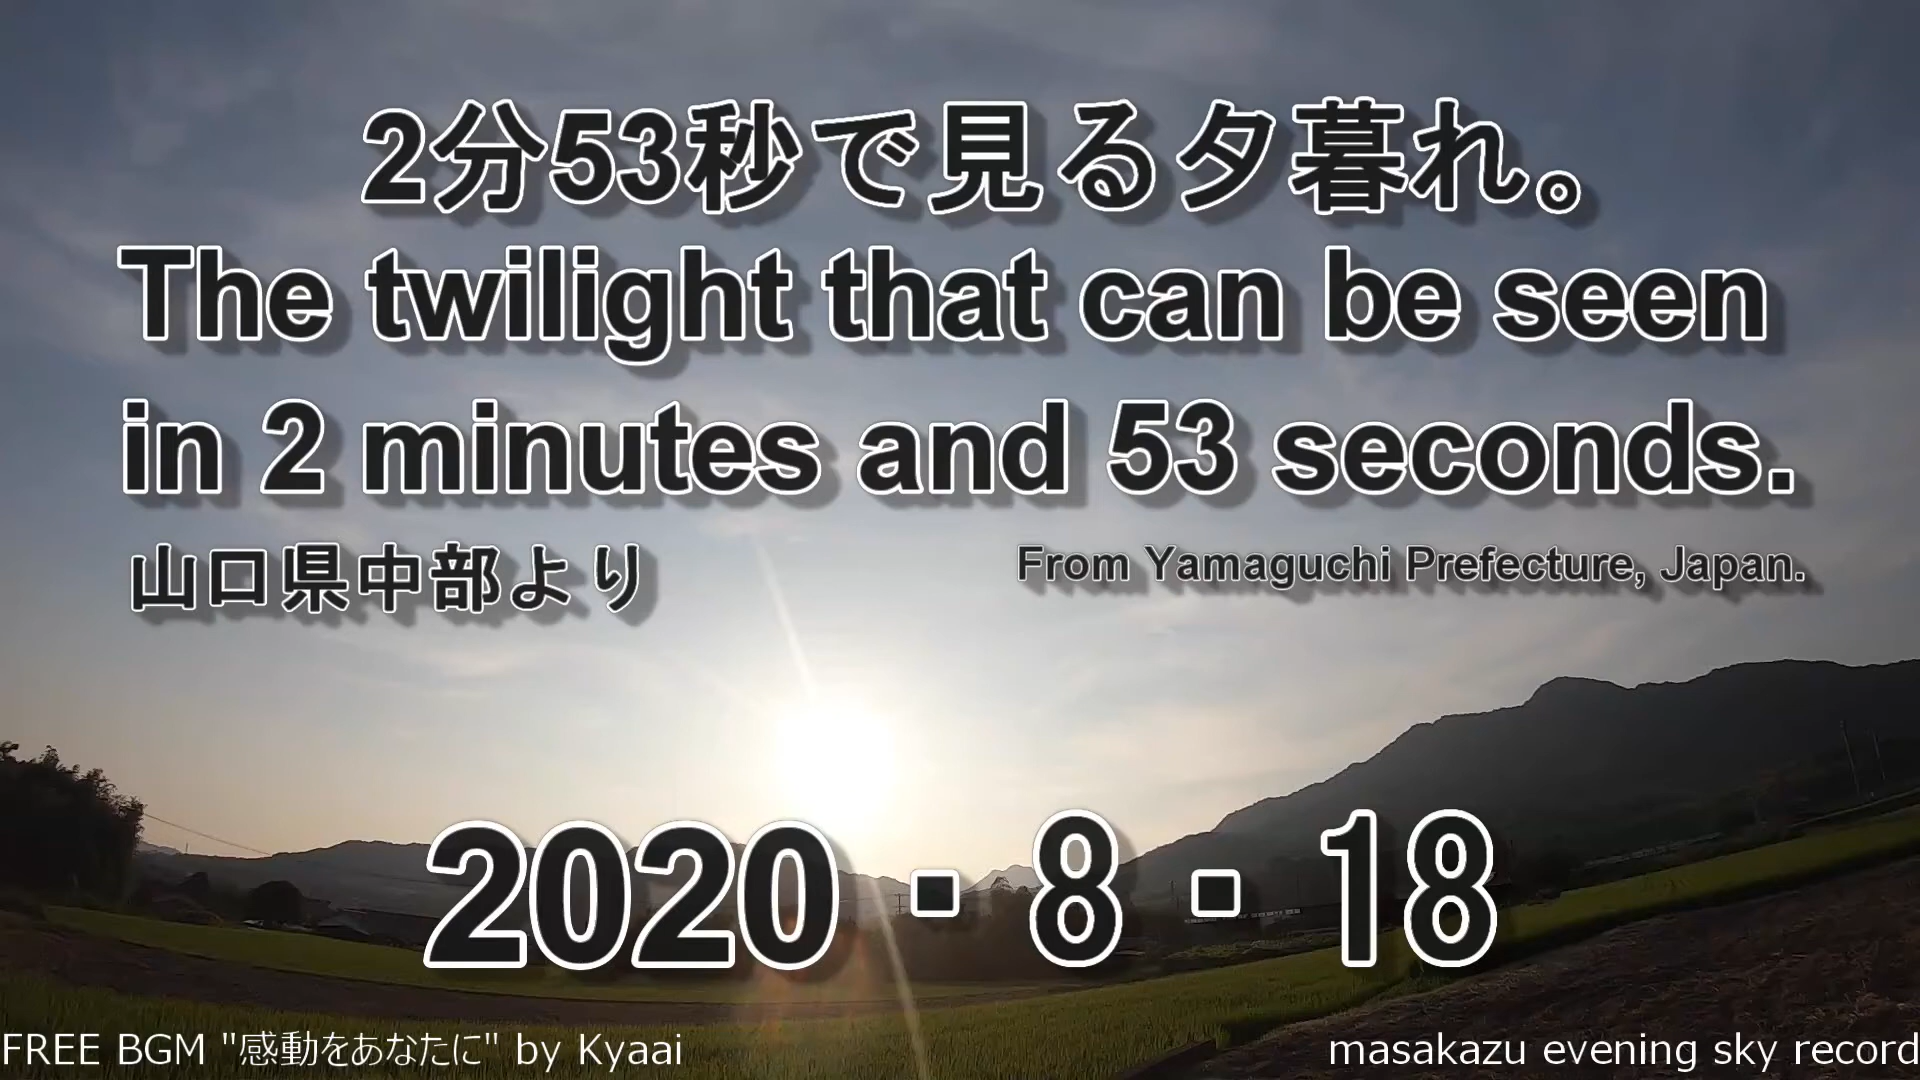 2分53秒で見る夕暮れ。
The twilight that can be seen
in 2 minutes and 53 seconds.
山口県中部より
From Yamaguchi Prefecture, Japan.
2020・8・18
FREE BGM "感動をあなたに" by Kyaai
masakazu evening sky record